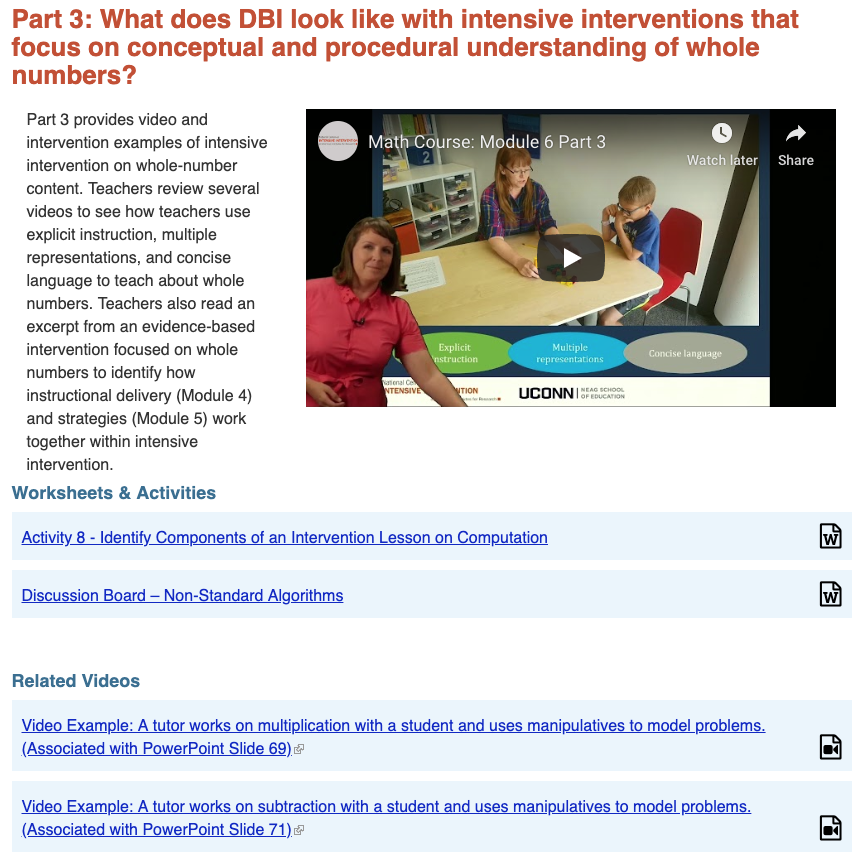 Part 3: What does DBI look like with intensive interventions that
focus on conceptual and procedural understanding of whole
numbers?
Part 3 provides video and
intervention examples of intensive
intervention on whole-number
content. Teachers review several
videos to see how teachers use
explicit instruction, multiple
representations, and concise
language to teach about whole
numbers. Teachers also read an
excerpt from an evidence-based
intervention focused on whole
numbers to identify how
instructional delivery (Module 4)
and strategies (Module 5) work
together within intensive
intervention.
Math Course: Module 6 Part 3
Watch later
Share
2
Explicit
nstruction
Multiple
representations
Concise language
National Cen
NTENSIVE
NTION
UCONN
NEAG SCHOOL
OF EDUCATION
Worksheets & Activities
Activity 8 - Identify Components of an Intervention Lesson on Computation
W
Discussion Board – Non-Standard Algorithms
W
Related Videos
Video Example: A tutor works on multiplication with a student and uses manipulatives to model problems.
(Associated with PowerPoint Slide 69)
Video Example: A tutor works on subtraction with a student and uses manipulatives to model problems.
(Associated with PowerPoint Slide 71)